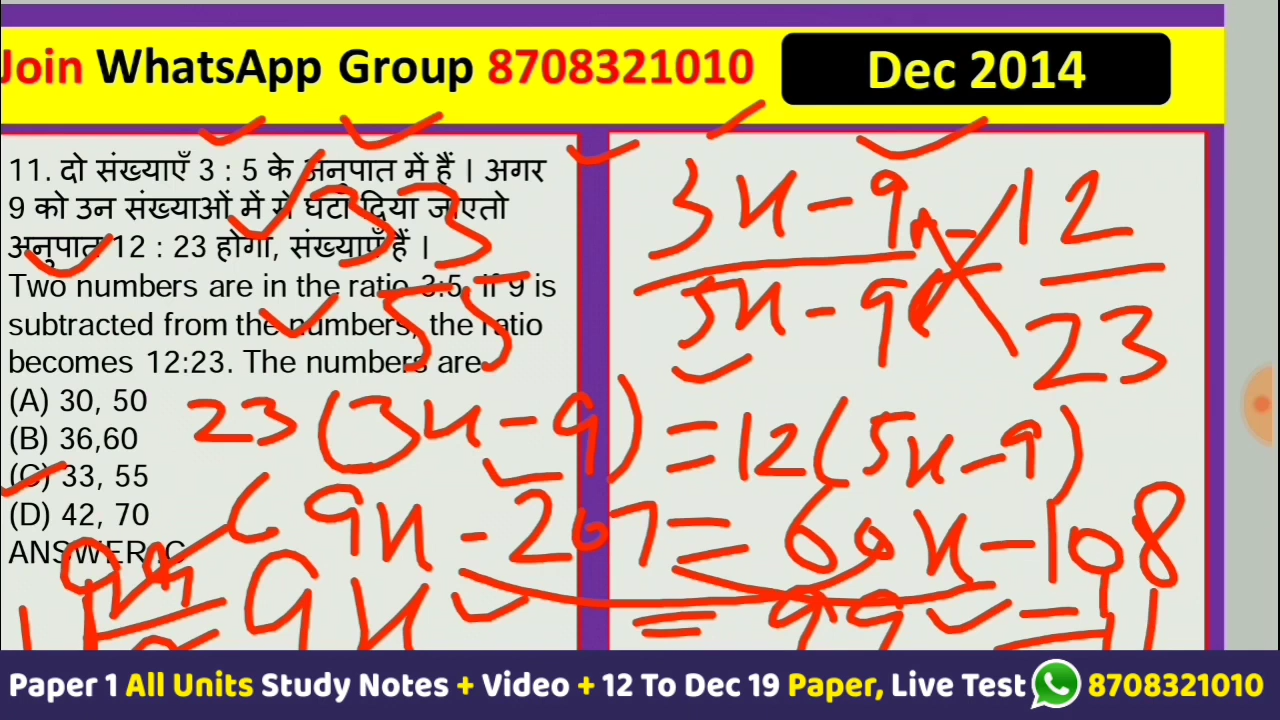 Join WhatsApp Group 8708321010
Dec 2014
11. दो संख्याएँ 3 : 5 के अनुपात में हैं । अगर
9 को उन संख्याओं में से घटा दिया जाएतो
अनुपात 12 : 23 होगा, संख्याएँ हैं ।
Two numbers are in the ratio 3:5. If 9 is
subtracted from the numbers, the ratio
becomes 12:23. The numbers are
(A) 30, 50
(B) 36,60
(C) 33, 55
(D) 42, 70
ANSWER: C
33
55
3x-9 = 12
5x-9 23
23(3x-9) = 12(5x-9)
69x-207 = 60x-108
9x = 99
Paper 1 All Units Study Notes + Video + 12 To Dec 19 Paper, Live Test 8708321010